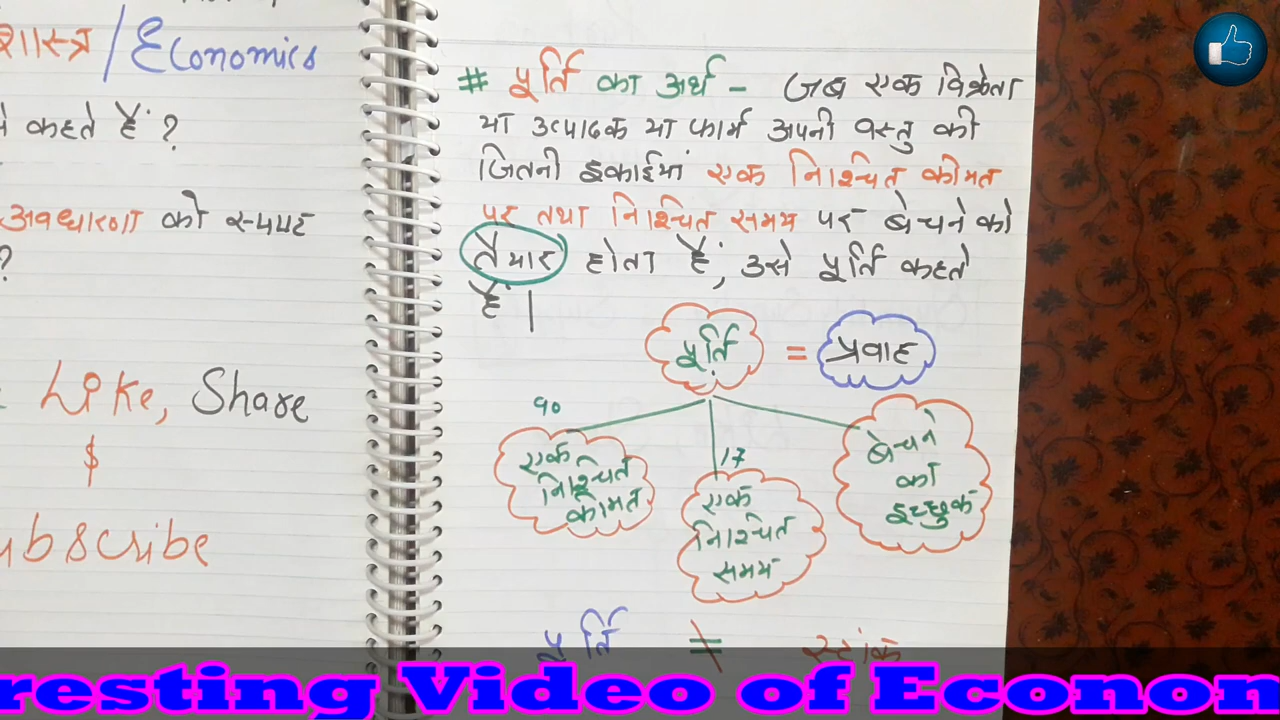 शास्त्र / Economics
से कहते हैं ?
अवधारणा को स्पष्ट
?
Like, Share
$
ubscribe
# पूर्ति का अर्थ - जब एक विक्रेता
या उत्पादक या फार्म अपनी वस्तु की
जितनी इकाईयां एक निश्चित कीमत
पर तथा निश्चित समय पर बेचने को
तैयार होता है, उसे पूर्ति कहते
हैं |
पूर्ति = प्रवाह
१०
एक
निश्चित
कीमत
17
एक
निश्चित
समय
बेचने
का
इच्छुक
पूर्ति ≠ स्टॉक
resting Video of Econon